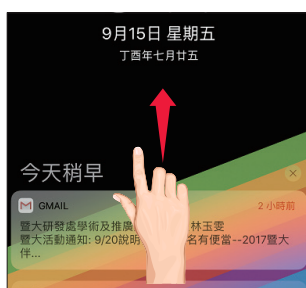 9月15日 星期五
丁酉年七月廿五
今天稍早
GMAIL
2 小時前
暨大研發處學術及推廣 林玉雯
暨大活動通知: 9/20說明 名有便當--2017暨大
伴...